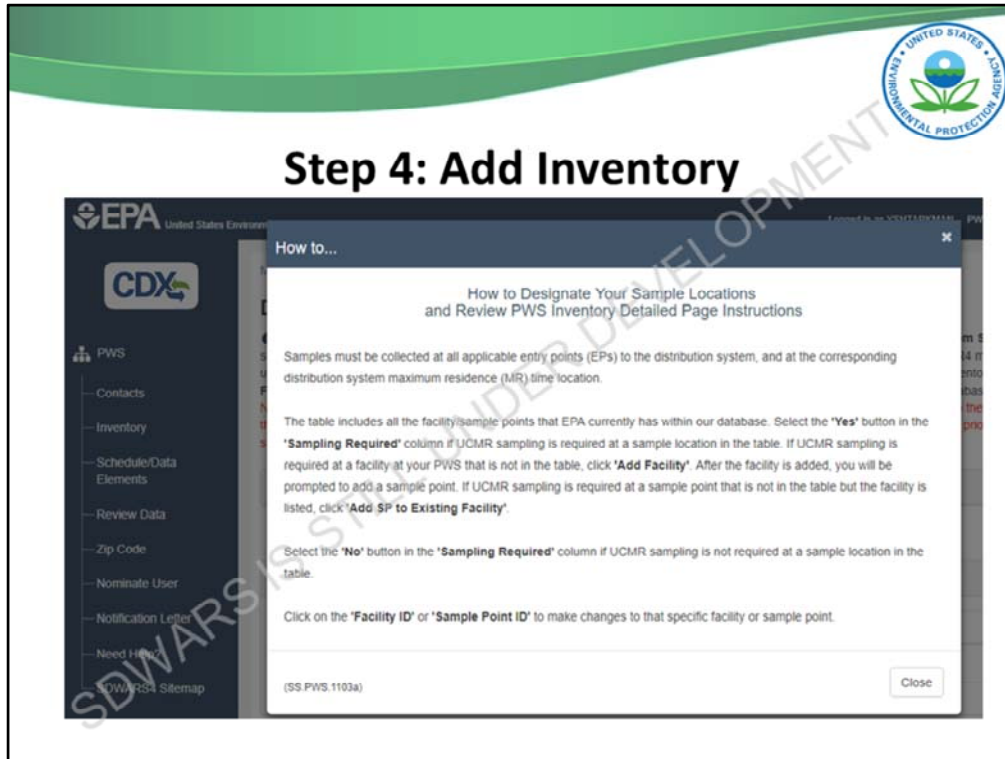 UNITED STATES
ENVIRONMENTAL PROTECTION AGENCY
Step 4: Add Inventory
EPA United States Environm
Logged in as YSHTARKMAN PW
How to...
×
CDX
How to Designate Your Sample Locations
and Review PWS Inventory Detailed Page Instructions
Samples must be collected at all applicable entry points (EPs) to the distribution system, and at the corresponding
distribution system maximum residence (MR) time location.
The table includes all the facility/sample points that EPA currently has within our database. Select the 'Yes' button in the
'Sampling Required' column if UCMR sampling is required at a sample location in the table. If UCMR sampling is
required at a facility at your PWS that is not in the table, click 'Add Facility'. After the facility is added, you will be
prompted to add a sample point. If UCMR sampling is required at a sample point that is not in the table but the facility is
listed, click 'Add SP to Existing Facility'.
Select the 'No' button in the 'Sampling Required' column if UCMR sampling is not required at a sample location in the
table.
Click on the 'Facility ID' or 'Sample Point ID' to make changes to that specific facility or sample point.
(SS.PWS.1103a)
Close
PWS
Contacts
Inventory
Schedule/Data
Elements
Review Data
Zip Code
Nominate User
Notification Letter
Need Help?
SDWARS4 Sitemap
SDWARS IS STILL UNDER DEVELOPMENT